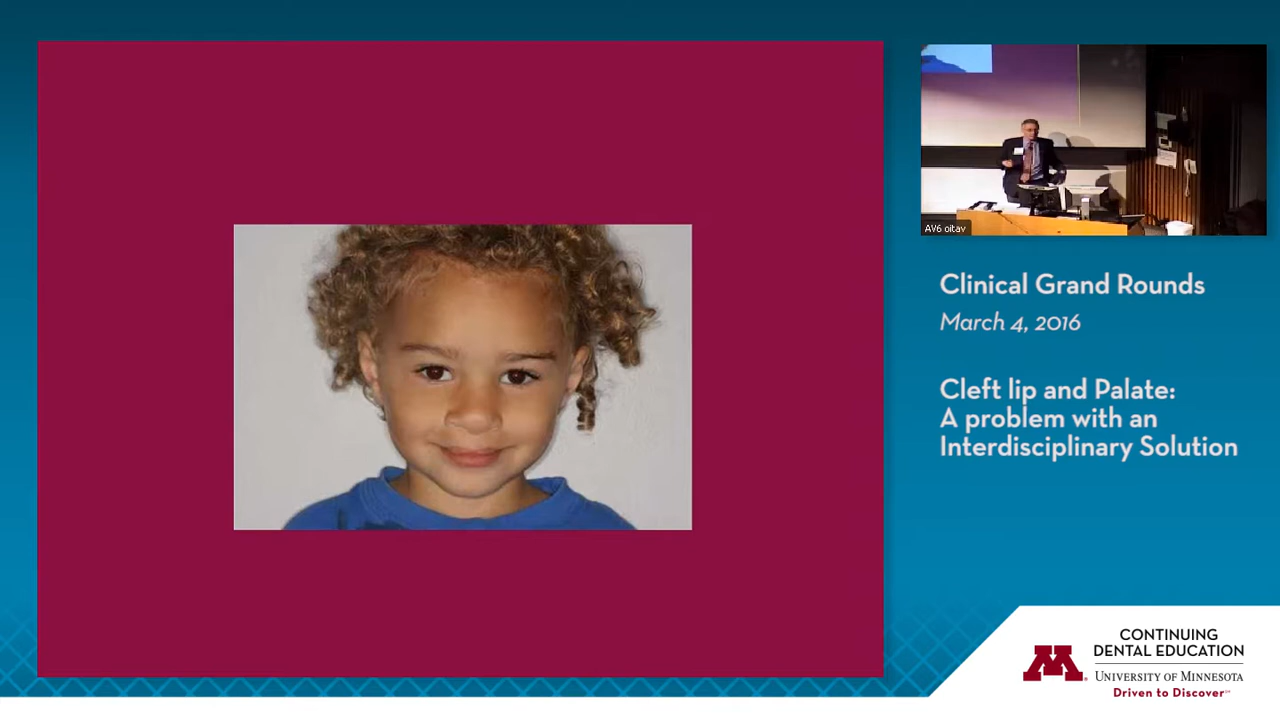 AV6 oitav
Clinical Grand Rounds
March 4, 2016
Cleft lip and Palate:
A problem with an
Interdisciplinary Solution
CONTINUING
DENTAL EDUCATION
M
UNIVERSITY OF MINNESOTA
Driven to Discover